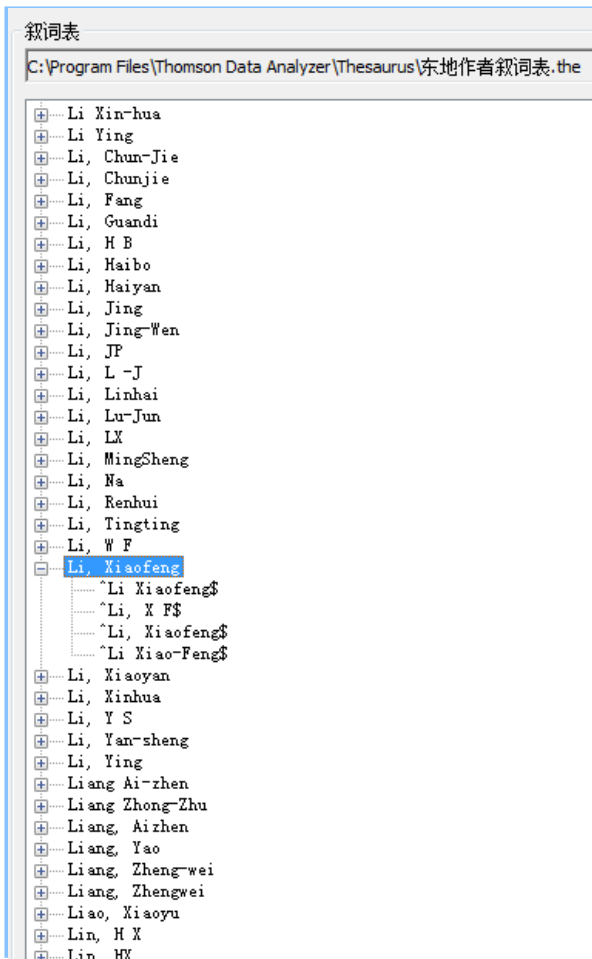 叙词表
C:\Program Files\Thomson Data Analyzer\Thesaurus\东地作者叙词表.the
Li Xin-hua
Li Ying
Li, Chun-Jie
Li, Chunjie
Li, Fang
Li, Guandi
Li, H B
Li, Haibo
Li, Haiyan
Li, Jing
Li, Jing-Wen
Li, JP
Li, L -J
Li, Linhai
Li, Lu-Jun
Li, LX
Li, MingSheng
Li, Na
Li, Renhui
Li, Tingting
Li, W F
Li, Xiaofeng
^Li Xiaofeng$
^Li, X F$
^Li, Xiaofeng$
^Li Xiao-Feng$
Li, Xiaoyan
Li, Xinhua
Li, Y S
Li, Yan-sheng
Li, Ying
Liang Ai-zhen
Liang Zhong-Zhu
Liang, Aizhen
Liang, Yao
Liang, Zheng-wei
Liang, Zhengwei
Liao, Xiaoyu
Lin, H X
Lin, HX